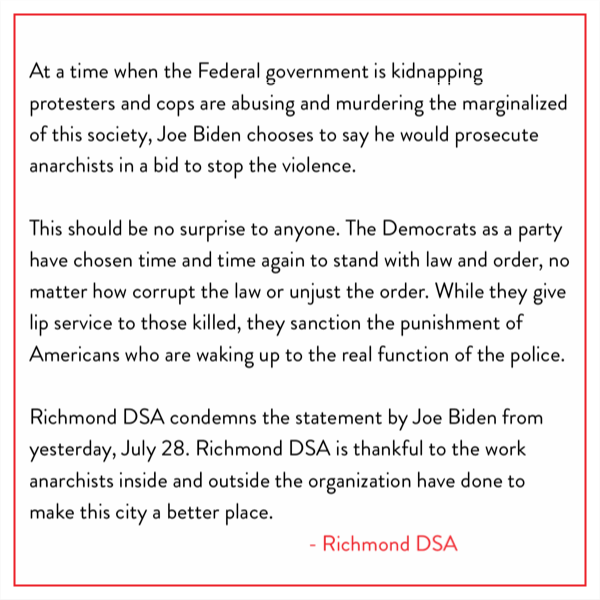 At a time when the Federal government is kidnapping
protesters and cops are abusing and murdering the marginalized
of this society, Joe Biden chooses to say he would prosecute
anarchists in a bid to stop the violence.
This should be no surprise to anyone. The Democrats as a party
have chosen time and time again to stand with law and order, no
matter how corrupt the law or unjust the order. While they give
lip service to those killed, they sanction the punishment of
Americans who are waking up to the real function of the police.
Richmond DSA condemns the statement by Joe Biden from
yesterday, July 28. Richmond DSA is thankful to the work
anarchists inside and outside the organization have done to
make this city a better place.
- Richmond DSA